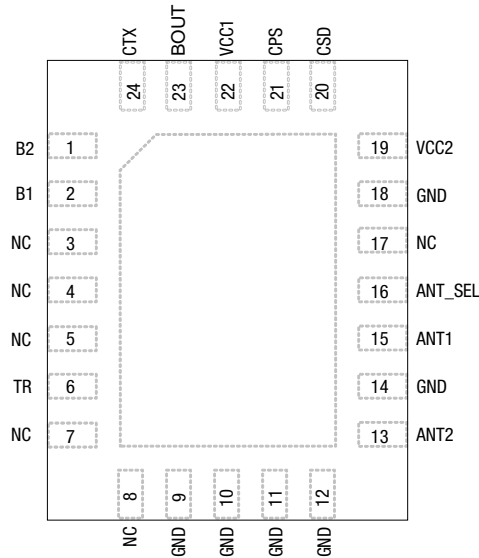 CTX BOUT VCC1 CPS CSD
24 23 22 21 20
B2 1 19 VCC2
B1 2 18 GND
NC 3 17 NC
NC 4 16 ANT_SEL
NC 5 15 ANT1
TR 6 14 GND
NC 7 13 ANT2
8 9 10 11 12
NC GND GND GND GND